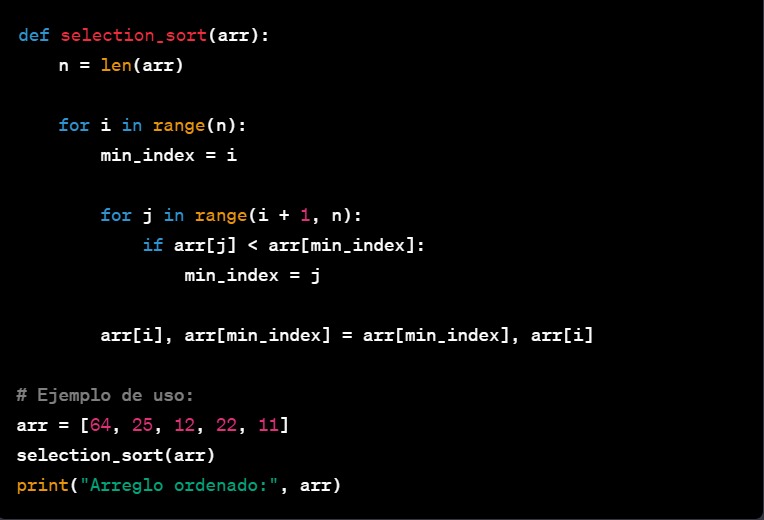 def selection_sort(arr):
    n = len(arr)
    for i in range(n):
        min_index = i
        for j in range(i + 1, n):
            if arr[j] < arr[min_index]:
                min_index = j
        arr[i], arr[min_index] = arr[min_index], arr[i]
# Ejemplo de uso:
arr = [64, 25, 12, 22, 11]
selection_sort(arr)
print("Arreglo ordenado:", arr)